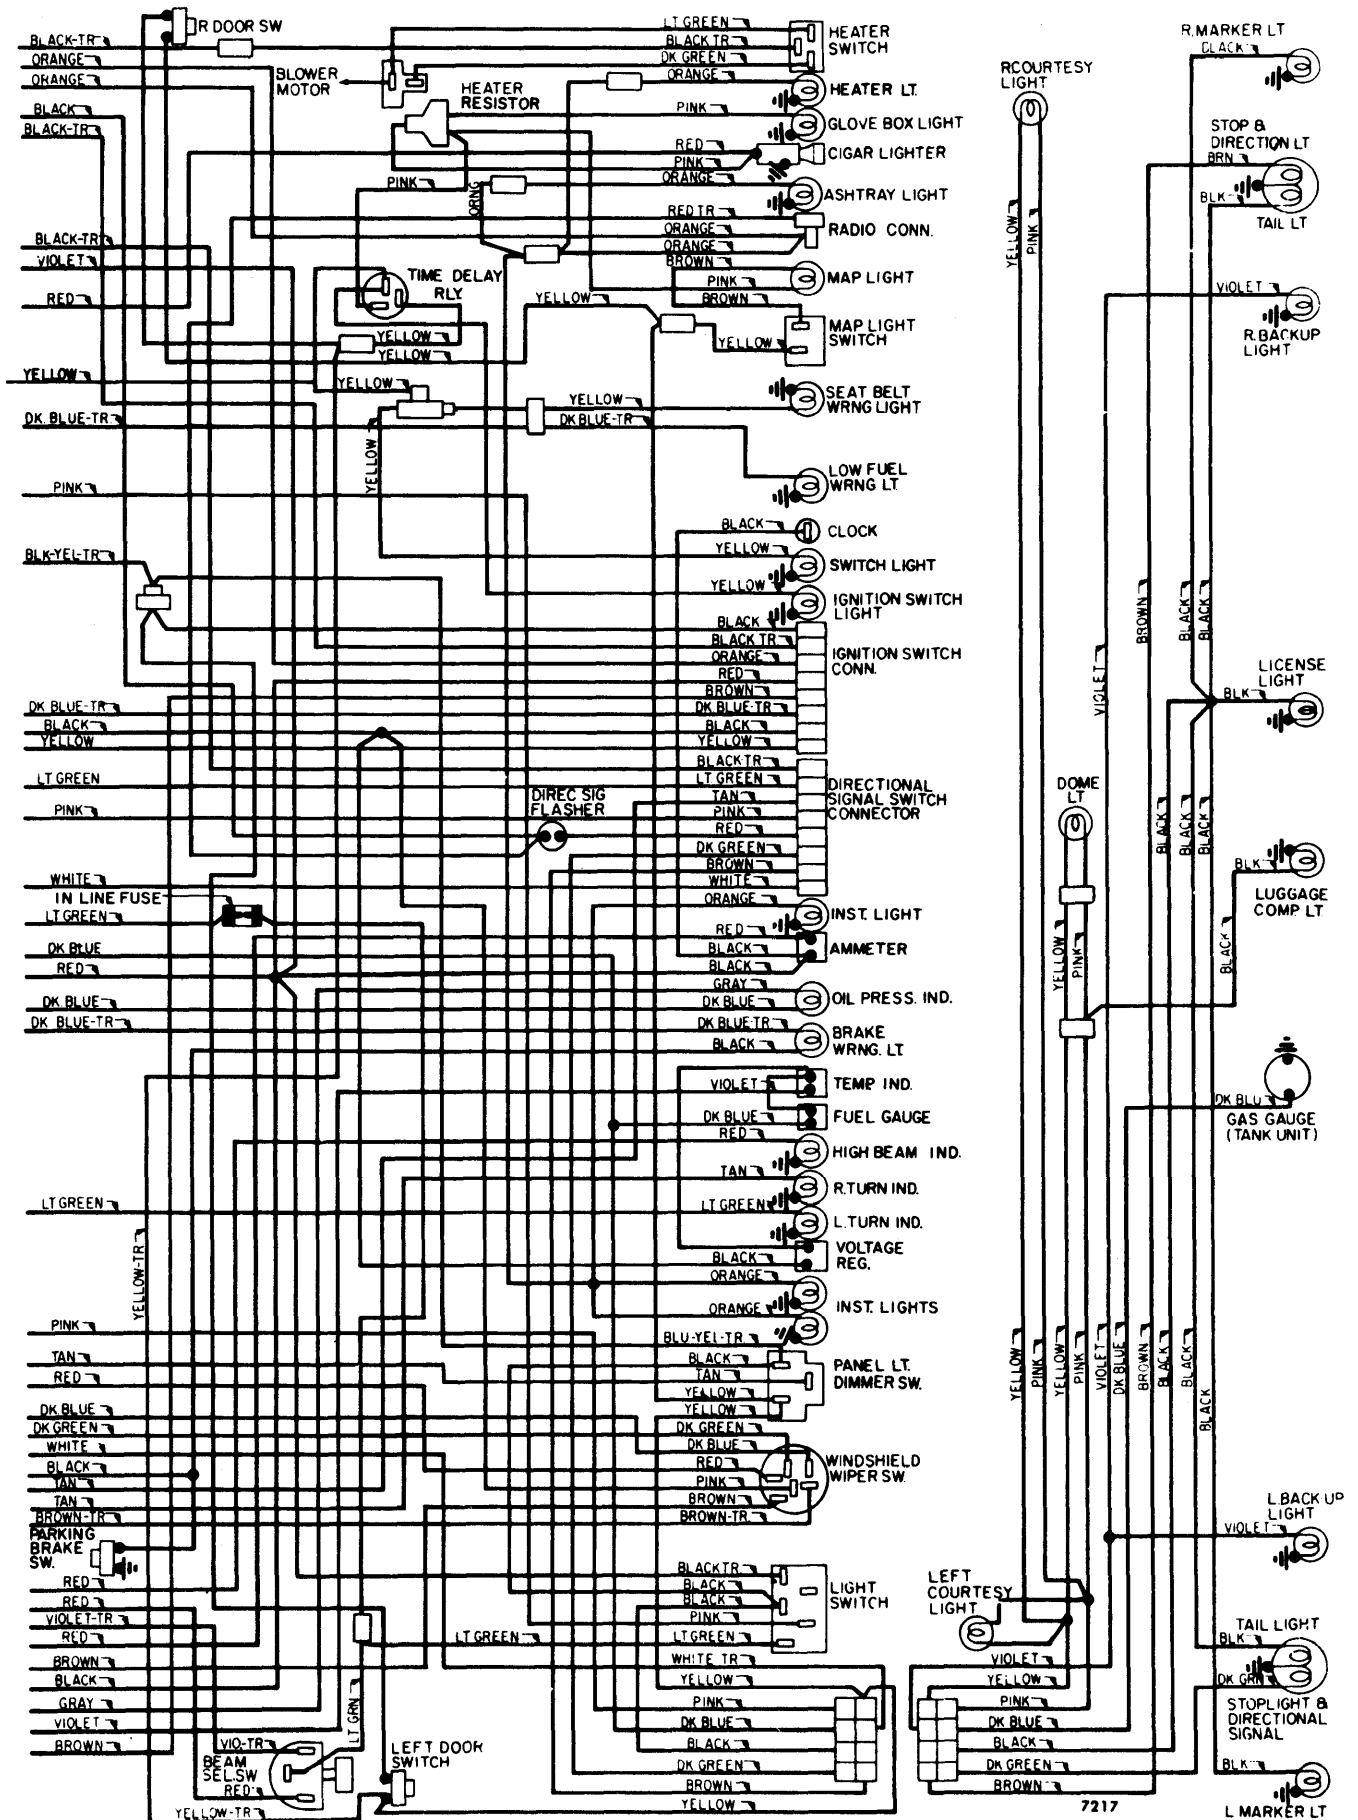 R DOOR SW
BLACK-TR
ORANGE
ORANGE
BLACK
BLACK-TR
BLOWER
MOTOR
HEATER
RESISTOR
LT GREEN
BLACK TR
DK GREEN
ORANGE
HEATER
SWITCH
HEATER LT.
PINK
GLOVE BOX LIGHT
RED
PINK
CIGAR LIGHTER
PINK
ORNG
ORANGE
ASHTRAY LIGHT
RED TR
ORANGE
ORANGE
RADIO CONN.
BROWN
PINK
BROWN
MAP LIGHT
BLACK-TR
VIOLET
RED
TIME DELAY
RLY.
YELLOW
YELLOW
YELLOW
YELLOW
MAP LIGHT
SWITCH
YELLOW
YELLOW
YELLOW
SEAT BELT
WRNG LIGHT
DK. BLUE-TR
DK BLUE-TR
YELLOW
LOW FUEL
WRNG LT.
PINK
BLACK
CLOCK
BLK-YEL-TR
YELLOW
SWITCH LIGHT
YELLOW
IGNITION SWITCH
LIGHT
BLACK
BLACK TR
ORANGE
RED
BROWN
DK BLUE-TR
BLACK
YELLOW
IGNITION SWITCH
CONN.
DK BLUE-TR
BLACK
YELLOW
LT GREEN
PINK
DIREC SIG
FLASHER
BLACK-TR
LT GREEN
TAN
PINK
RED
DK GREEN
BROWN
WHITE
DIRECTIONAL
SIGNAL SWITCH
CONNECTOR
WHITE
IN LINE FUSE
LT GREEN
ORANGE
INST. LIGHT
DK BLUE
RED
RED
BLACK
BLACK
AMMETER
DK BLUE
DK BLUE-TR
GRAY
DK BLUE
OIL PRESS. IND.
DK BLUE-TR.
BLACK
BRAKE
WRNG. LT.
VIOLET
TEMP IND.
DK BLUE
FUEL GAUGE
RED
HIGH BEAM IND.
TAN
R.TURN IND.
LT GREEN
LT GREEN
L.TURN IND.
YELLOW-TR
BLACK
VOLTAGE
REG.
ORANGE
ORANGE
INST. LIGHTS
PINK
TAN
RED
DK BLUE
DK GREEN
WHITE
BLACK
TAN
TAN
BROWN-TR
BLU-YEL-TR
BLACK
TAN
YELLOW
YELLOW
PANEL LT.
DIMMER SW.
DK GREEN
DK BLUE
RED
PINK
BROWN
BROWN-TR.
WINDSHIELD
WIPER SW.
PARKING
BRAKE
SW.
RED
RED
VIOLET-TR
RED
BROWN
BLACK
GRAY
VIOLET
BROWN
BLACK TR.
BLACK
BLACK
PINK
LT GREEN
LT GREEN
LIGHT
SWITCH
WHITE TR
YELLOW
PINK
DK BLUE
BLACK
DK GREEN
BROWN
YELLOW
LT GRN
VIO-TR
BEAM
SEL.SW
RED
YELLOW-TR
LEFT DOOR
SWITCH
R.MARKER LT
BLACK
RCOURTESY
LIGHT
STOP &
DIRECTION LT
BRN
BLK
TAIL LT
YELLOW
PINK
VIOLET
R.BACKUP
LIGHT
BROWN
BLACK
BLACK
VIOLET
LICENSE
LIGHT
BLK
DOME
LT
BLACK
BLACK
BLACK
BLK
LUGGAGE
COMP. LT.
YELLOW
PINK
BLACK
DK BLU
GAS GAUGE
(TANK UNIT)
YELLOW
PINK
YELLOW
PINK
VIOLET
DK BLUE
BROWN
BLACK
BLACK
BLACK
L.BACK UP
LIGHT
VIOLET
LEFT
COURTESY
LIGHT
TAIL LIGHT
BLK
DK GRN
STOPLIGHT &
DIRECTIONAL
SIGNAL
VIOLET
YELLOW
PINK
DK BLUE
BLACK
DK GREEN
BROWN
BLK
L MARKER LT
7217